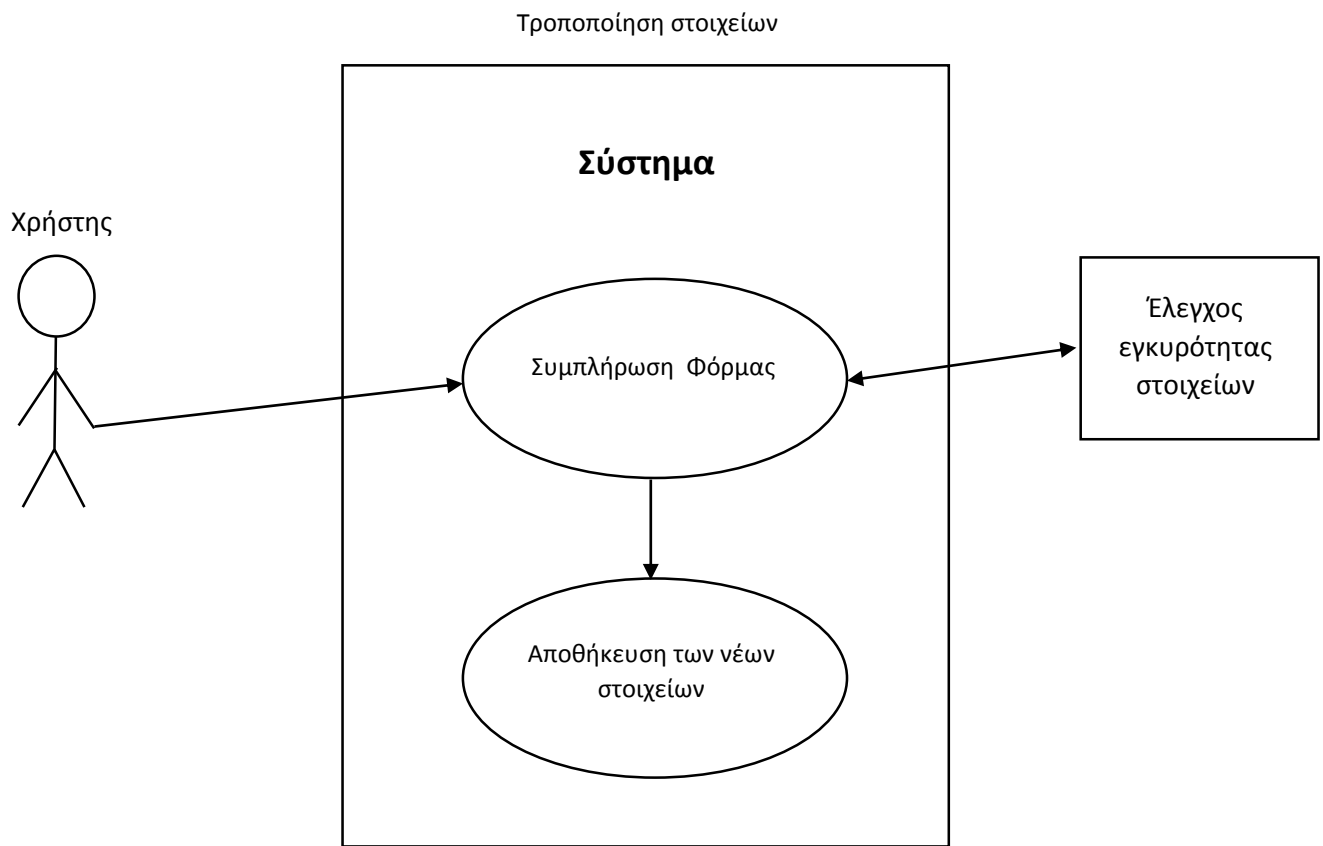 Τροποποίηση στοιχείων
Σύστημα
Χρήστης
Συμπλήρωση Φόρμας
Έλεγχος
εγκυρότητας
στοιχείων
Αποθήκευση των νέων
στοιχείων